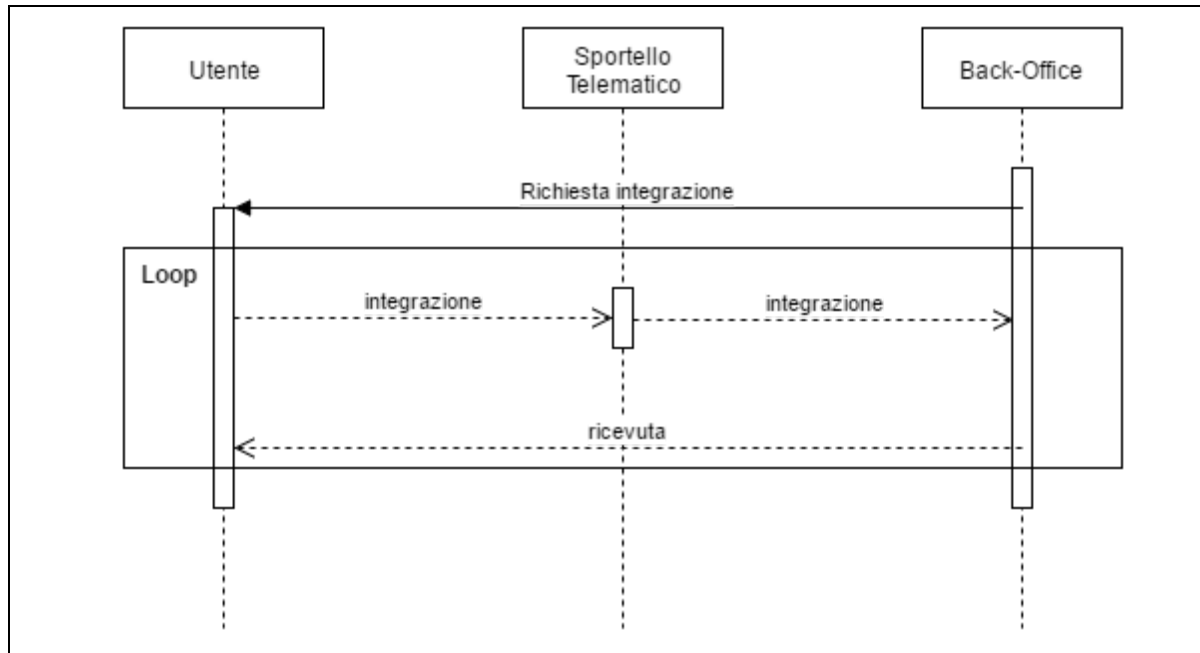 Utente
Sportello
Telematico
Back-Office
Richiesta integrazione
Loop
integrazione
integrazione
ricevuta